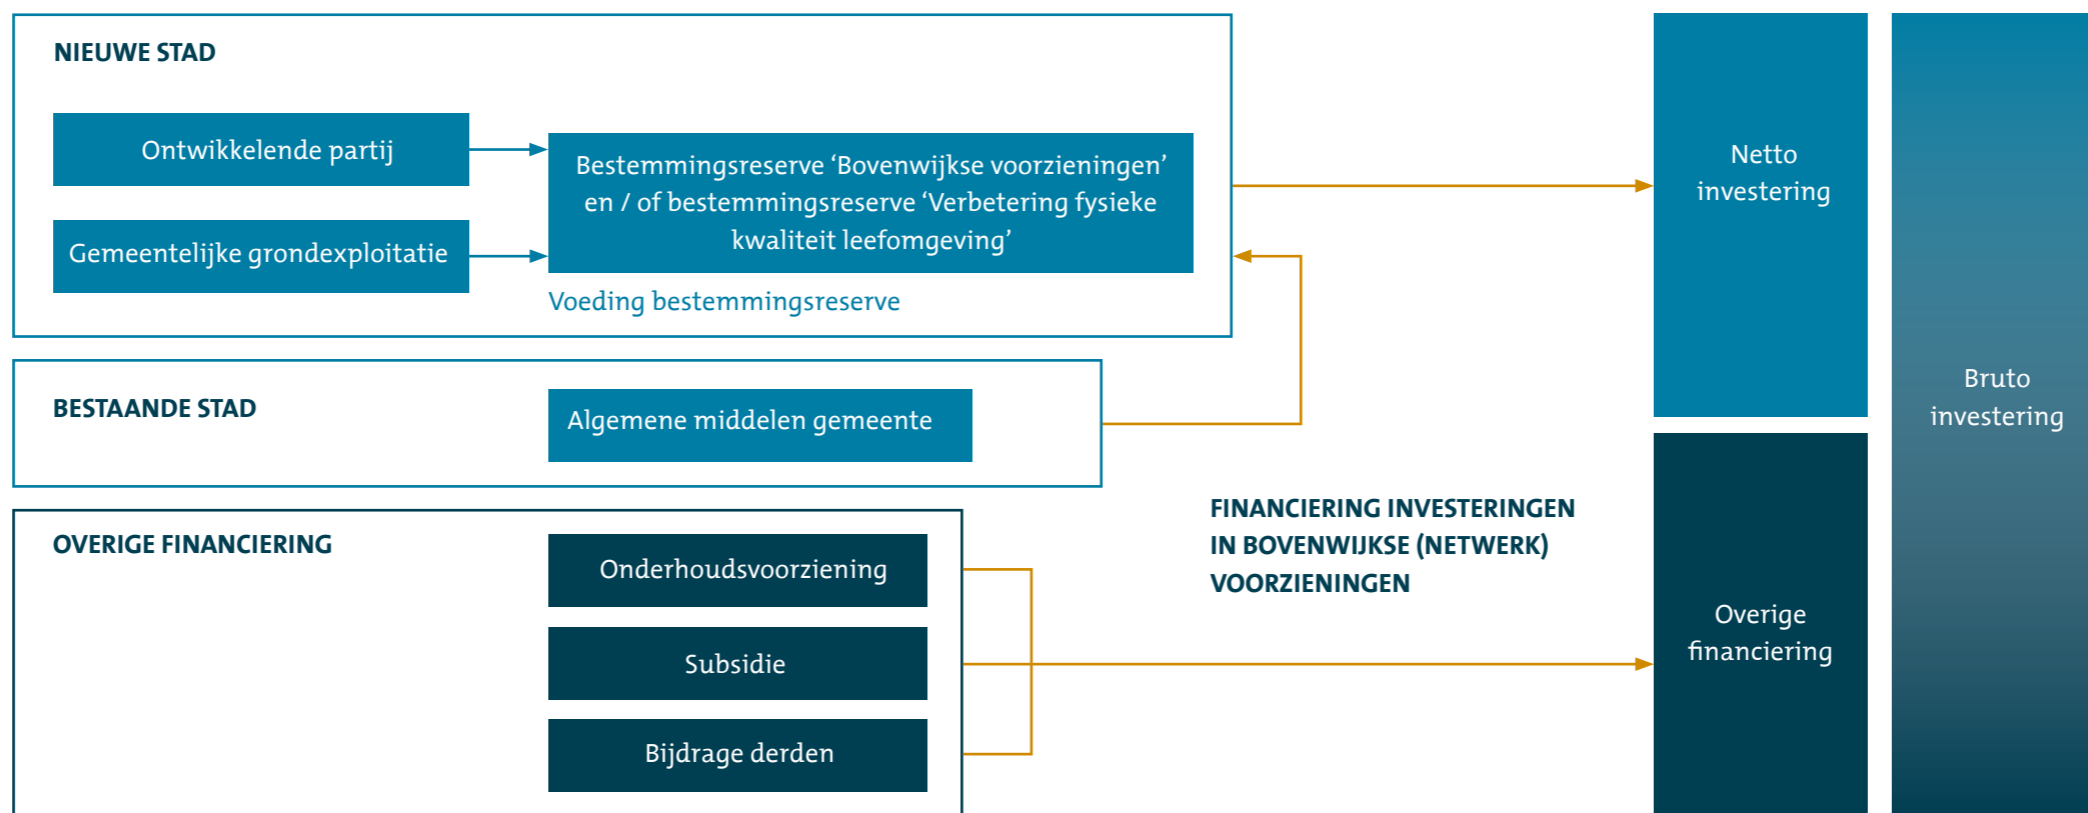 NIEUWE STAD
Ontwikkelende partij
Gemeentelijke grondexploitatie
Bestemmingsreserve ‘Bovenwijkse voorzieningen’
en / of bestemmingsreserve ‘Verbetering fysieke
kwaliteit leefomgeving’
Voeding bestemmingsreserve
BESTAANDE STAD
Algemene middelen gemeente
OVERIGE FINANCIERING
Onderhoudsvoorziening
Subsidie
Bijdrage derden
FINANCIERING INVESTERINGEN
IN BOVENWIJKSE (NETWERK)
VOORZIENINGEN
Netto
investering
Overige
financiering
Bruto
investering